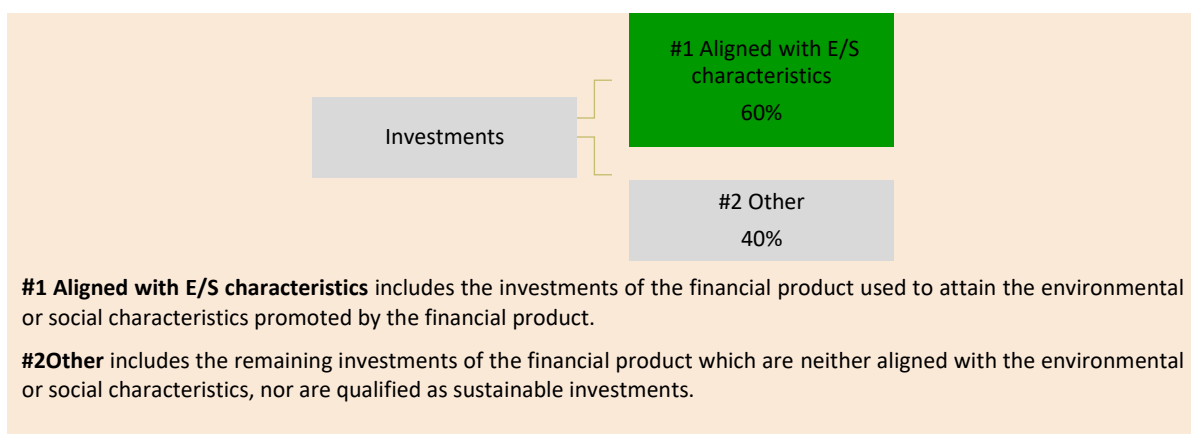 #1 Aligned with E/S
characteristics
60%
Investments
#2 Other
40%
#1 Aligned with E/S characteristics includes the investments of the financial product used to attain the environmental
or social characteristics promoted by the financial product.
#2Other includes the remaining investments of the financial product which are neither aligned with the environmental
or social characteristics, nor are qualified as sustainable investments.